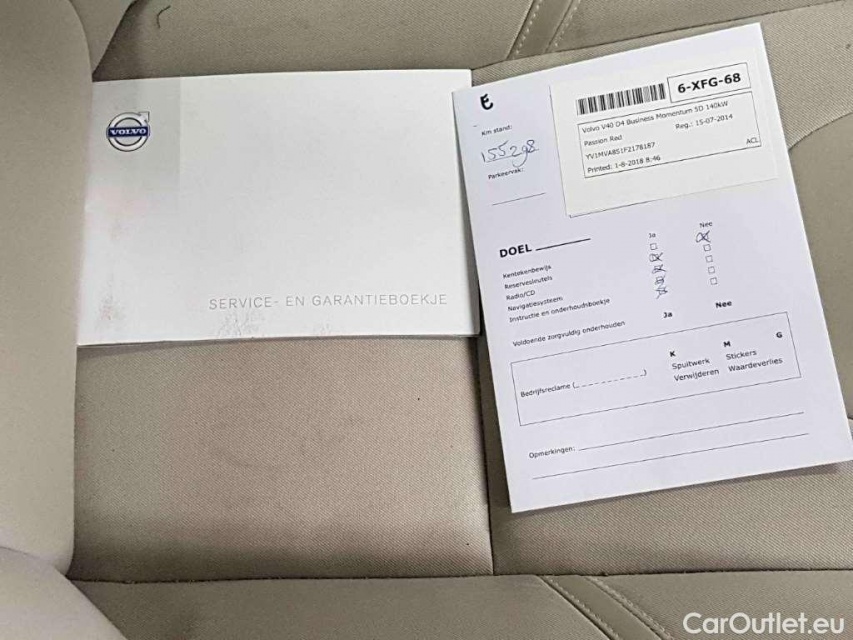 VOLVO
SERVICE- EN GARANTIEBOEKJE
E
Km stand:
155298
Parkeervak:
6-XFG-68
Volvo V40 D4 Business Momentum 5D 140kW
Passion Red Reg.: 15-07-2014
YV1MVA8S1F2178187
Printed: 1-8-2018 8:46 ACL
DOEL
Ja Nee
Kentekenbewijs
Reservesleutels
Radio/CD
Navigatiesysteem
Instructie en onderhoudsboekje
Ja Nee
Voldoende zorgvuldig onderhouden
K M G
Spuitwerk Stickers
Bedrijfsreclame (_ _ _ _ _ _ _ _) Verwijderen Waardeverlies
Opmerkingen:
CarOutlet.eu